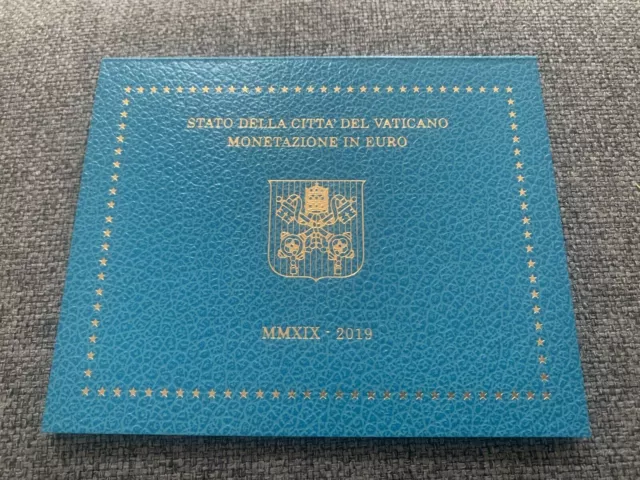 STATO DELLA CITTA' DEL VATICANO
MONETAZIONE IN EURO
MMXIX - 2019